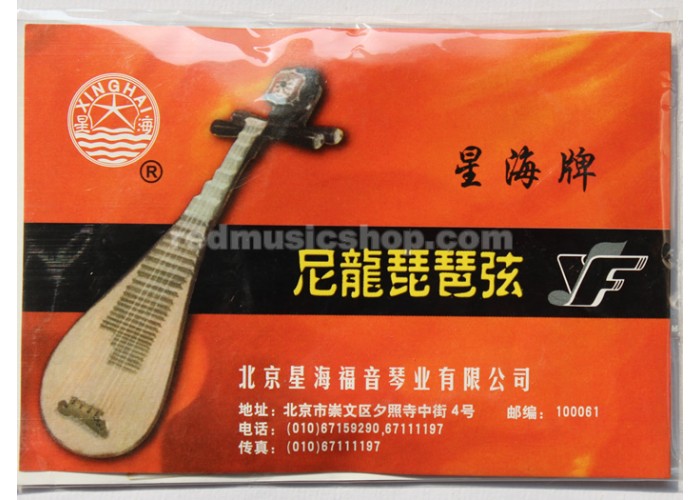 XINGHAI
星海
®
星海牌
redmusicshop.com
尼龍琵琶弦
YF
北京星海福音琴业有限公司
地址：北京市崇文区夕照寺中街4号 邮编：100061
电话：(010)67159290,67111197
传真：(010)67111197